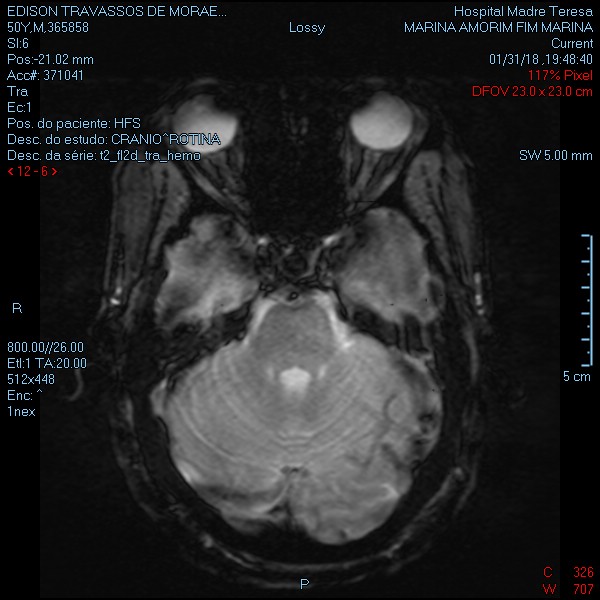 EDISON TRAVASSOS DE MORAE...
50Y,M,365858
Sl:6
Pos:-21.02 mm
Acc#: 371041
Tra
Ec:1
Pos. do paciente: HFS
Desc. do estudo: CRANIO^ROTINA
Desc. da série: t2_fl2d_tra_hemo
< 12 - 6 >
Lossy
Hospital Madre Teresa
MARINA AMORIM FIM MARINA
Current
01/31/18 ,19:48:40
117% Pixel
DFOV 23.0 x 23.0 cm
SW 5.00 mm
R
800.00//26.00
Etl:1 TA:20.00
512x448
Enc: ^
1nex
5 cm
P
C 326
W 707